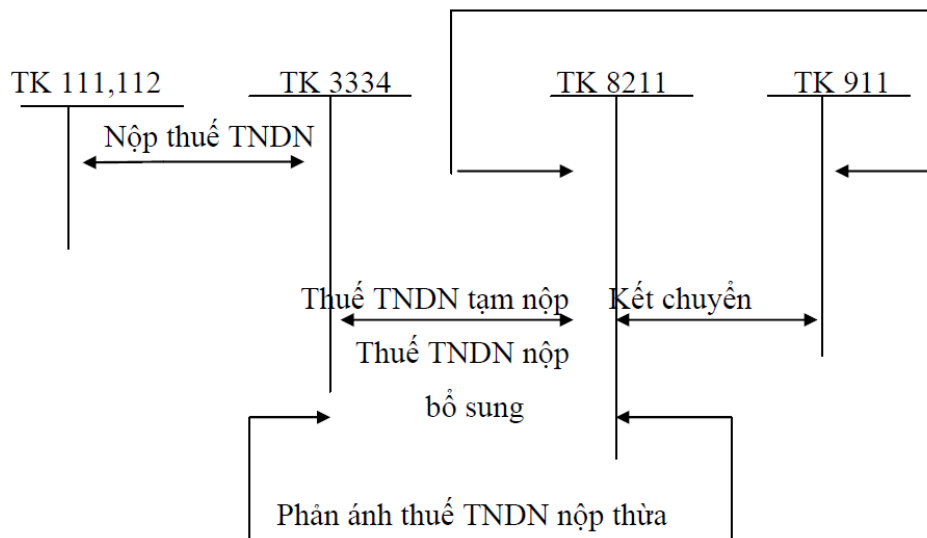 TK 111,112 TK 3334 TK 8211 TK 911
Nộp thuế TNDN
Thuế TNDN tạm nộp Kết chuyển
Thuế TNDN nộp
bổ sung
Phản ánh thuế TNDN nộp thừa